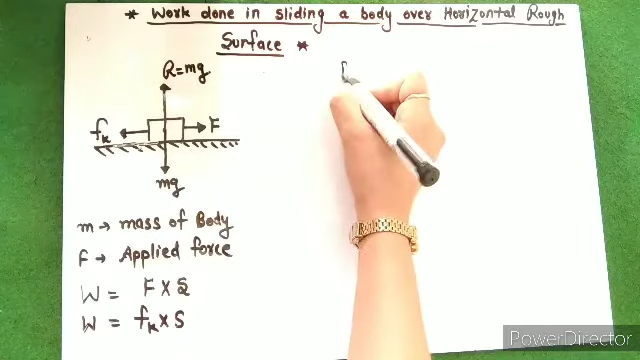 * Work done in sliding a body over Horizontal Rough
Surface *
R=mg
fk
F
mg
m → mass of Body
F → Applied force
W = F × S
W = fk × S
PowerDirector